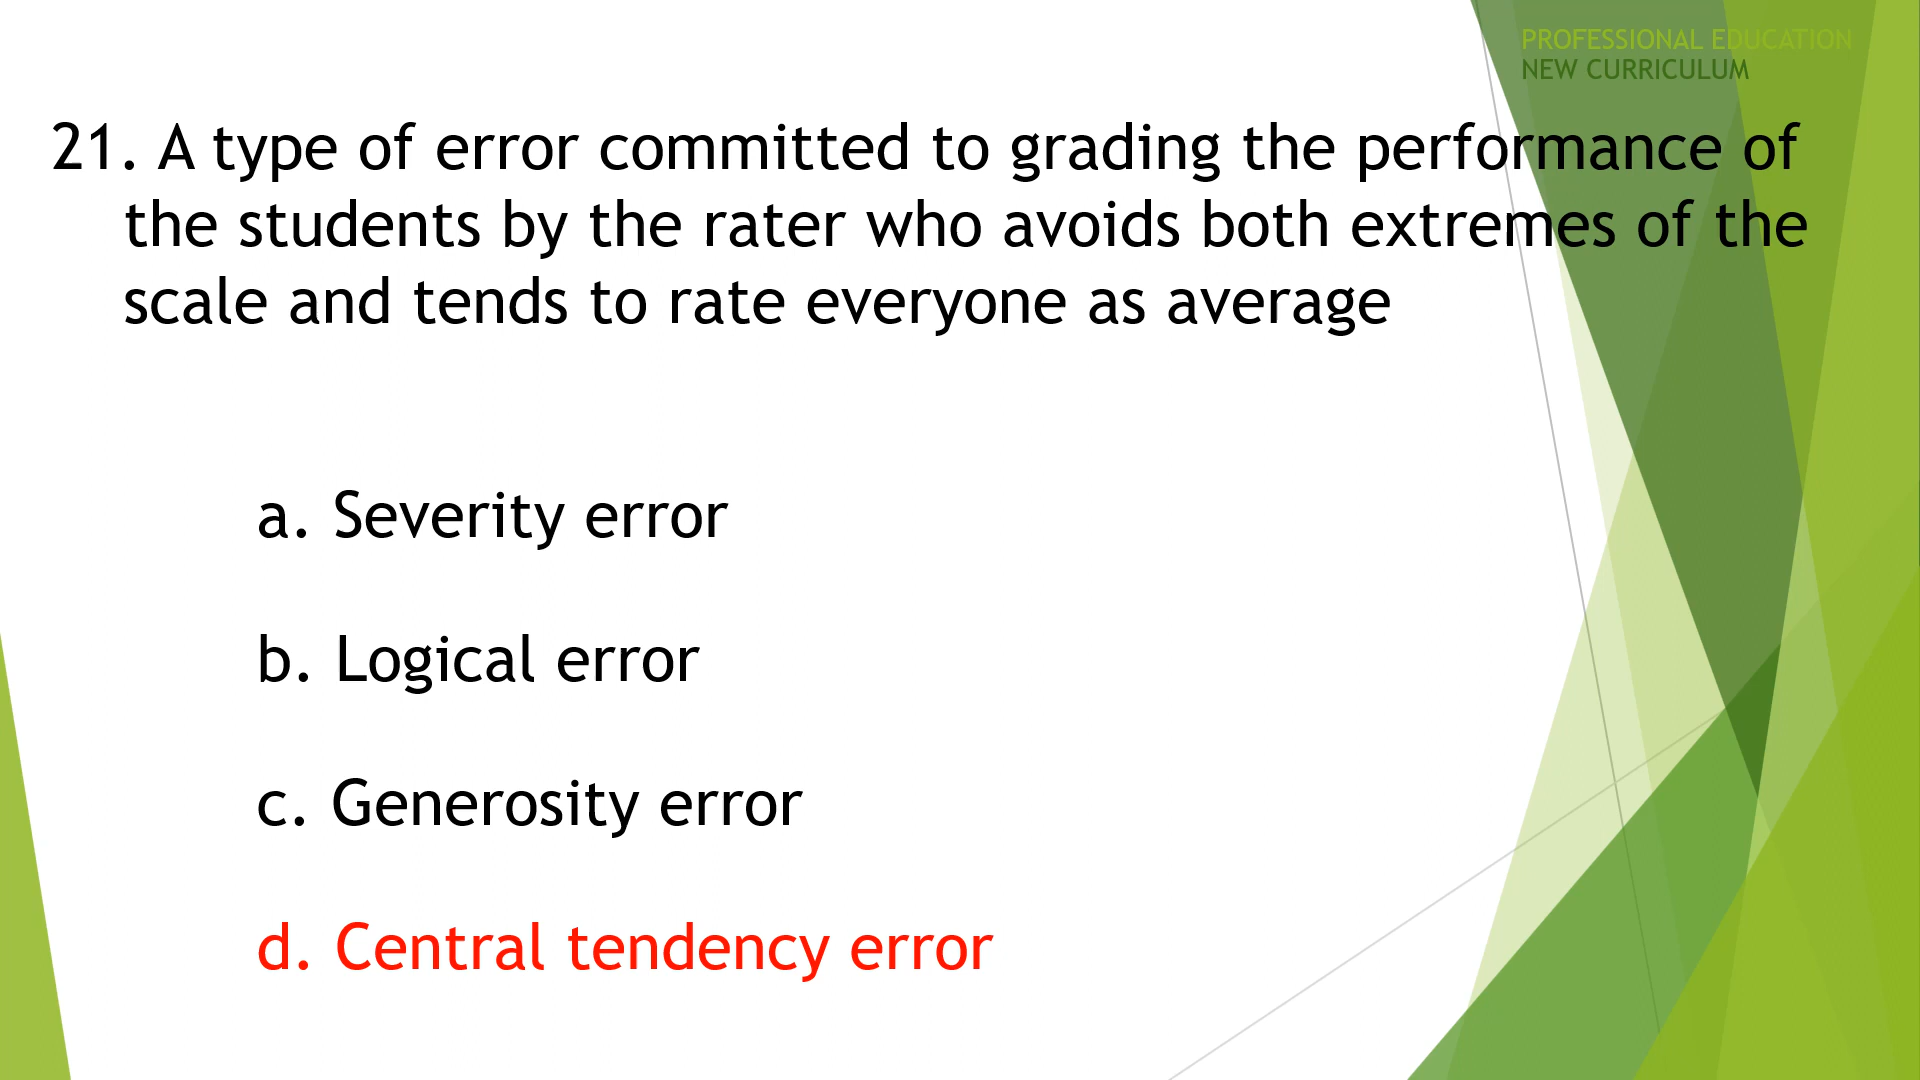 PROFESSIONAL EDUCATION
NEW CURRICULUM
21. A type of error committed to grading the performance of
the students by the rater who avoids both extremes of the
scale and tends to rate everyone as average
a. Severity error
b. Logical error
c. Generosity error
d. Central tendency error